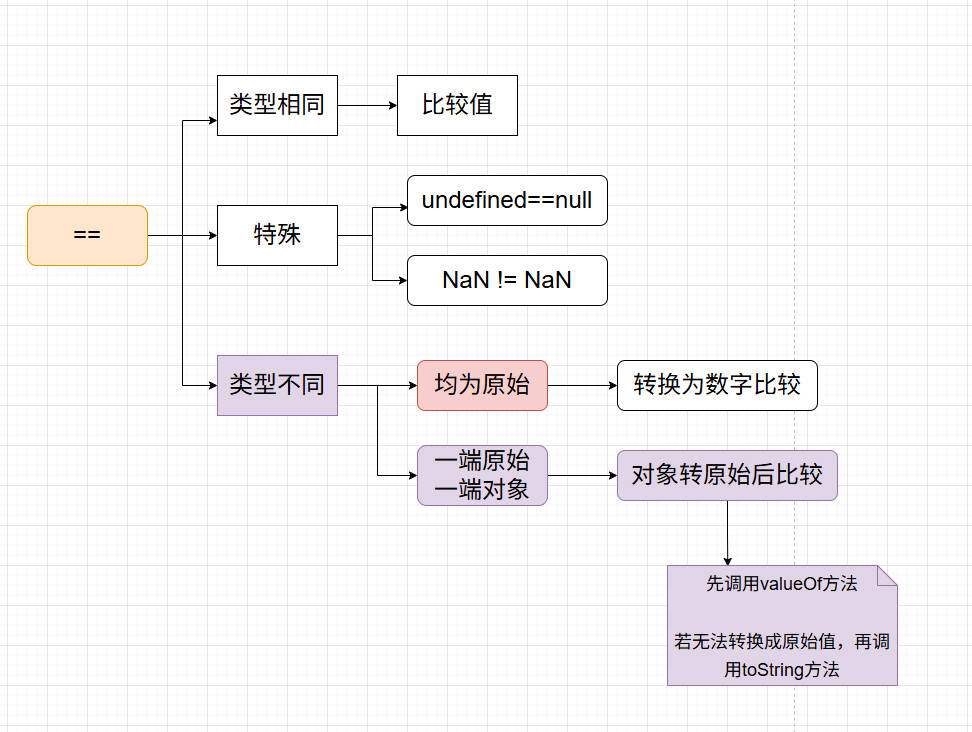 ==
类型相同
比较值
特殊
undefined==null
NaN != NaN
类型不同
均为原始
转换为数字比较
一端原始
一端对象
对象转原始后比较
先调用valueOf方法
若无法转换成原始值，再调
用toString方法